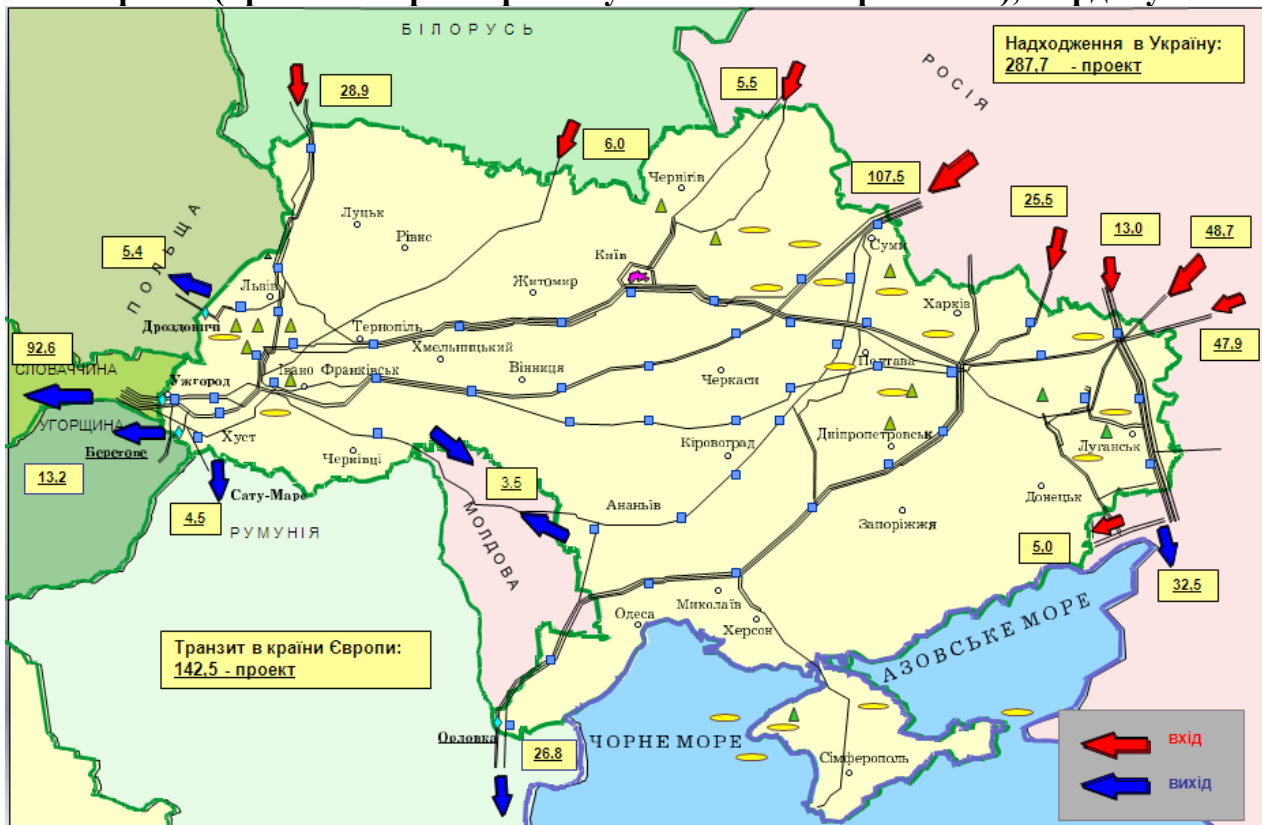 БІЛОРУСЬ
Надходження в Україну:
287,7 - проект
РОСІЯ
28,9
5,5
6,0
107,5
25,5
13,0
48,7
47,9
Чернігів
Луцьк
Рівнс
Київ
Суми
ПОЛЬЩА
5,4
Львів
Житомир
Харків
Дроздовичі
Тернопіль
Хмельницький
92,6
СЛОВАЧЧИНА
Ужгород
Івано Франківськ
Вінниця
Полтава
Черкаси
УГОРЩИНА
Берегове
Хуст
Чернівці
Кіровоград
Дніпропетровськ
Луганськ
13,2
3,5
Донецьк
Сату-Маре
4,5
РУМУНІЯ
МОЛДОВА
Ананьїв
Запоріжжя
5,0
32,5
Одеса
Миколаїв
Херсон
Транзит в країни Європи:
142,5 - проект
АЗОВСЬКЕ МОРЕ
Орловка
26,8
ЧОРНЕ МОРЕ
Сімферополь
вхід
вихід